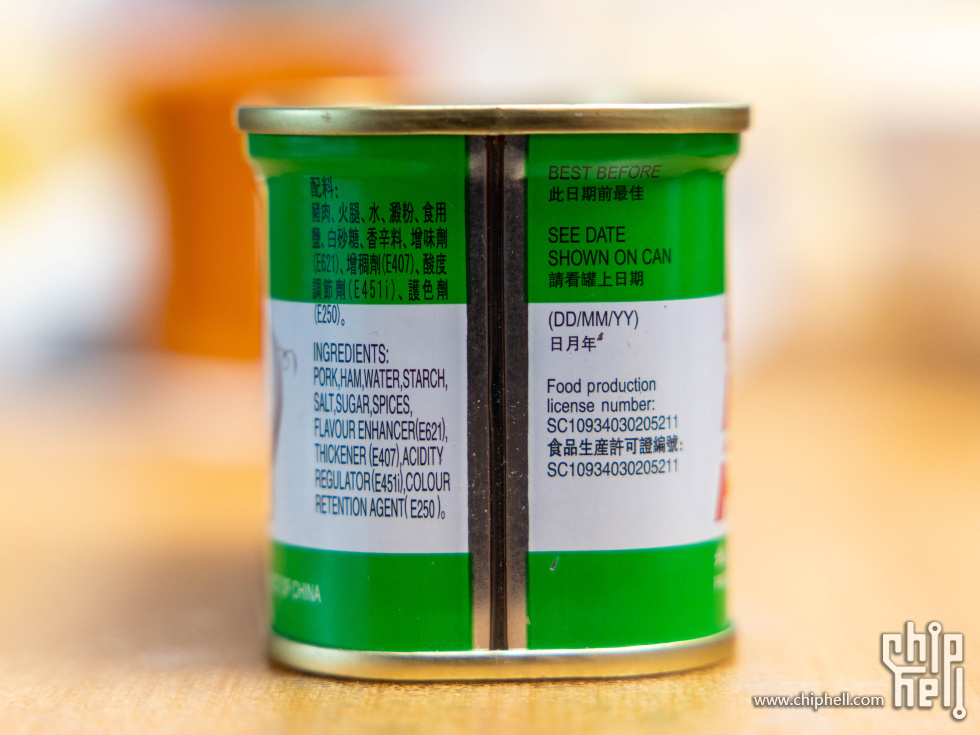 配料:
豬肉、火腿、水、澱粉、食用
鹽、白砂糖、香辛料、增味劑
(E621)、增稠劑(E407)、酸度
調節劑(E451i)、護色劑
(E250)。
INGREDIENTS:
PORK,HAM,WATER,STARCH,
SALT,SUGAR,SPICES,
FLAVOUR ENHANCER(E621),
THICKENER (E407),ACIDITY
REGULATOR(E451i),COLOUR
RETENTION AGENT(E250)。
OF CHINA
BEST BEFORE
此日期前最佳
SEE DATE
SHOWN ON CAN
請看罐上日期
(DD/MM/YY)
日月年
Food production
license number:
SC10934030205211
食品生產許可證編號:
SC10934030205211
www.chiphell.com
chip
hell